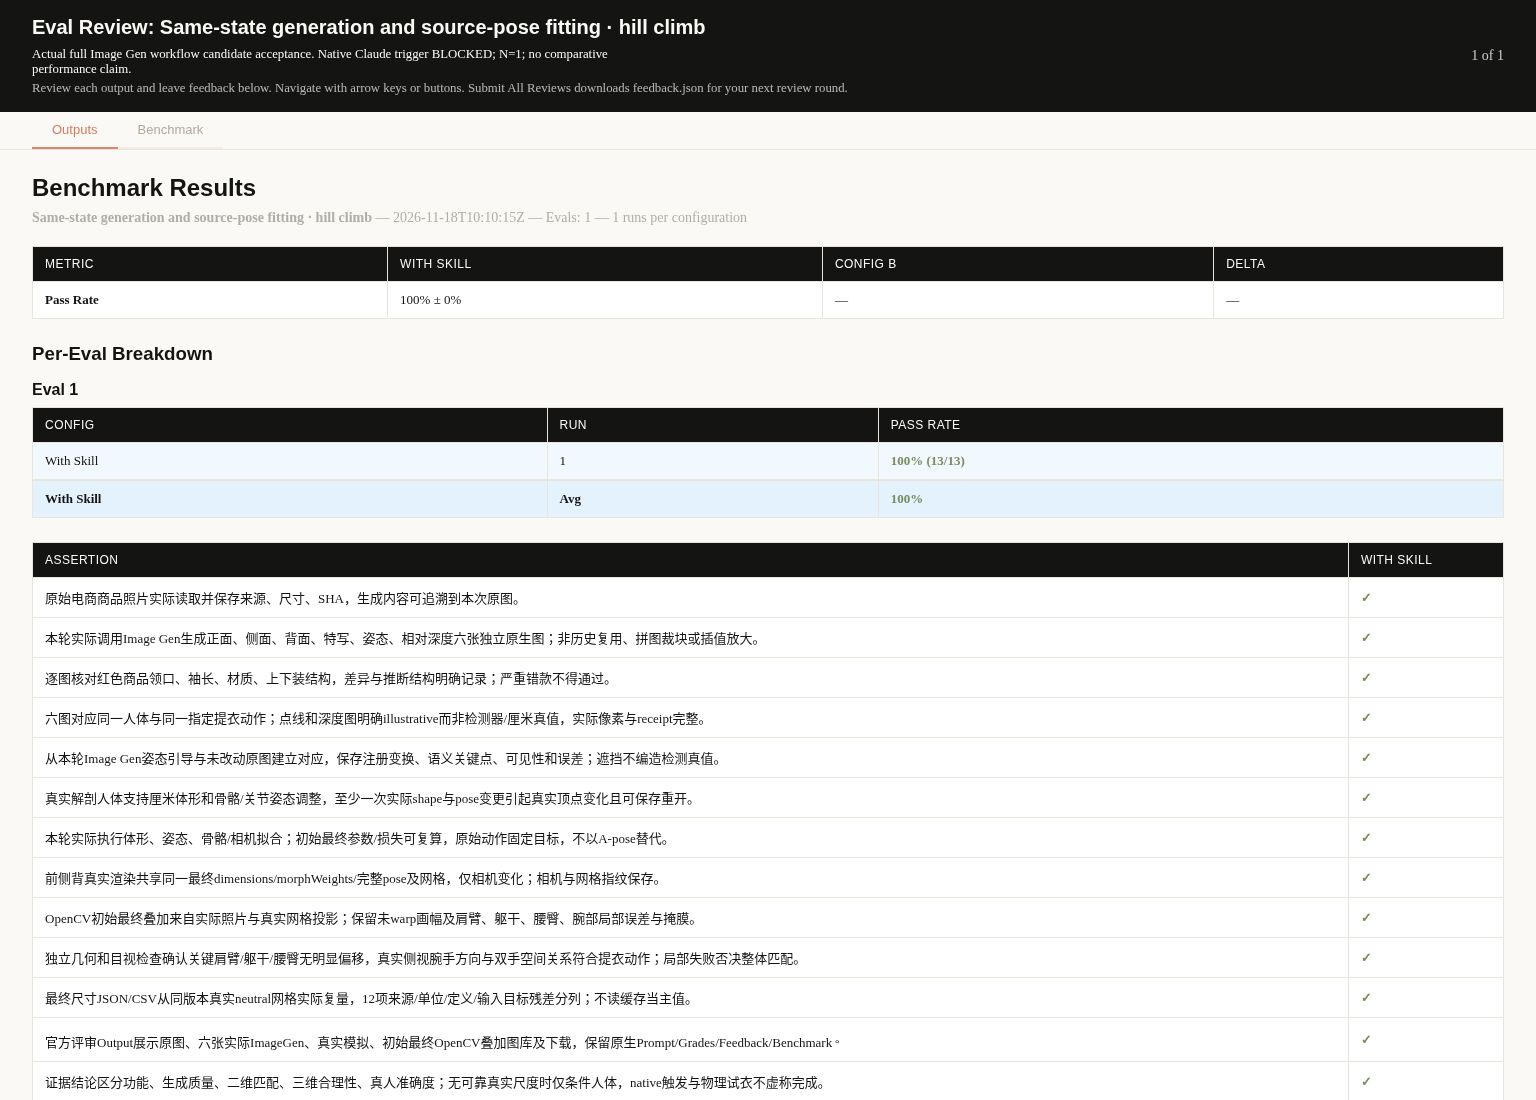 Eval Review: Same-state generation and source-pose fitting · hill climb
Actual full Image Gen workflow candidate acceptance. Native Claude trigger BLOCKED; N=1; no comparative
performance claim.
Review each output and leave feedback below. Navigate with arrow keys or buttons. Submit All Reviews downloads feedback.json for your next review round.
1 of 1
Outputs Benchmark
Benchmark Results
Same-state generation and source-pose fitting · hill climb — 2026-11-18T10:10:15Z — Evals: 1 — 1 runs per configuration
METRIC WITH SKILL CONFIG B DELTA
Pass Rate 100% ± 0% — —
Per-Eval Breakdown
Eval 1
CONFIG RUN PASS RATE
With Skill 1 100% (13/13)
With Skill Avg 100%
ASSERTION WITH SKILL
原始电商商品照片实际读取并保存来源、尺寸、SHA，生成内容可追溯到本次原图。 ✓
本轮实际调用Image Gen生成正面、侧面、背面、特写、姿态、相对深度六张独立原生图；非历史复用、拼图裁块或插值放大。 ✓
逐图核对红色商品领口、袖长、材质、上下装结构，差异与推断结构明确记录；严重错款不得通过。 ✓
六图对应同一人体与同一指定提衣动作；点线和深度图明确illustrative而非检测器/厘米真值，实际像素与receipt完整。 ✓
从本轮Image Gen姿态引导与未改动原图建立对应，保存注册变换、语义关键点、可见性和误差；遮挡不编造检测真值。 ✓
真实解剖人体支持厘米体形和骨骼/关节姿态调整，至少一次实际shape与pose变更引起真实顶点变化且可保存重开。 ✓
本轮实际执行体形、姿态、骨骼/相机拟合；初始最终参数/损失可复算，原始动作固定目标，不以A-pose替代。 ✓
前侧背真实渲染共享同一最终dimensions/morphWeights/完整pose及网格，仅相机变化；相机与网格指纹保存。 ✓
OpenCV初始最终叠加来自实际照片与真实网格投影；保留未warp画幅及肩臂、躯干、腰臀、腕部局部误差与掩膜。 ✓
独立几何和目视检查确认关键肩臂/躯干/腰臀无明显偏移，真实侧视腕手方向与双手空间关系符合提衣动作；局部失败否决整体匹配。 ✓
最终尺寸JSON/CSV从同版本真实neutral网格实际复量，12项来源/单位/定义/输入目标残差分列；不读缓存当主值。 ✓
官方评审Output展示原图、六张实际ImageGen、真实模拟、初始最终OpenCV叠加图库及下载，保留原生Prompt/Grades/Feedback/Benchmark。 ✓
证据结论区分功能、生成质量、二维匹配、三维合理性、真人准确度；无可靠真实尺度时仅条件人体，native触发与物理试衣不虚称完成。 ✓